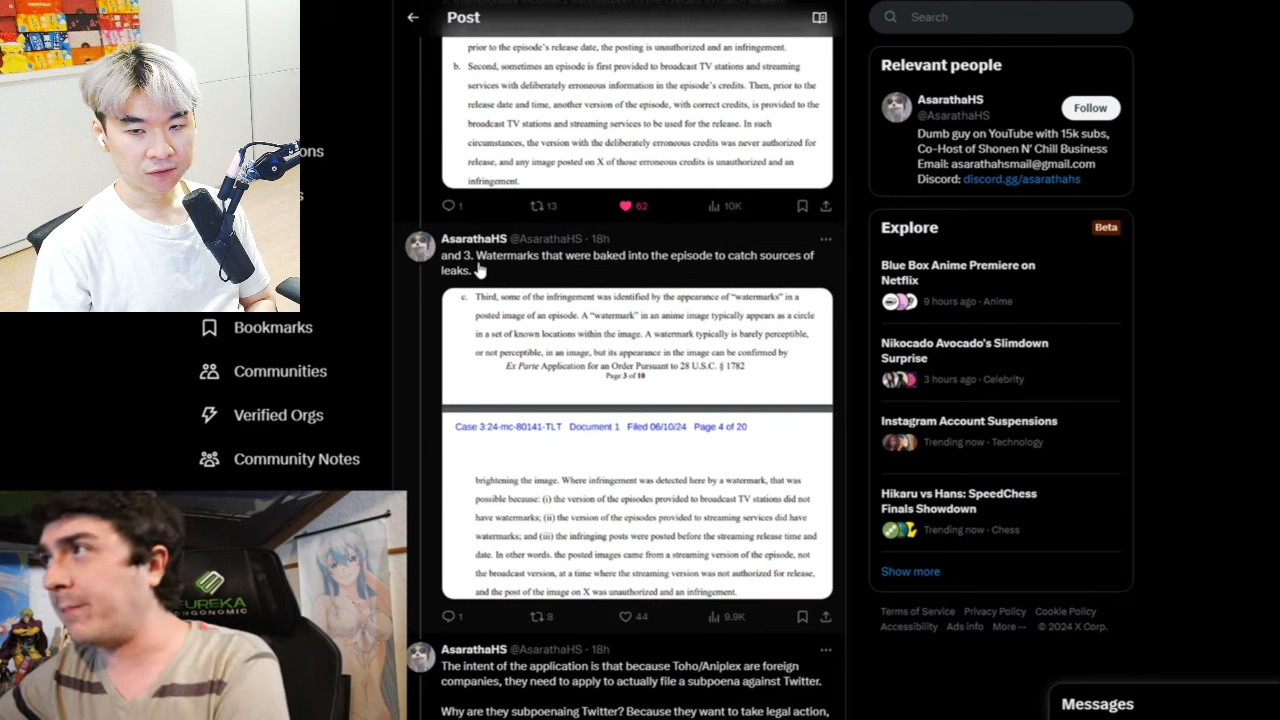 Post
Search
prior to the episode's release date, the posting is unauthorized and an infringement.
b. Second, sometimes an episode is first provided to broadcast TV stations and streaming
services with deliberately erroneous information in the episode's credits. Then, prior to the
release date and time, another version of the episode, with correct credits, is provided to the
broadcast TV stations and streaming services to be used for the release. In such
circumstances, the version with the deliberately erroneous credits was never authorized for
release, and any image posted on X of those erroneous credits is unauthorized and an
infringement.
1 13 62 10K
AsarathaHS @AsarathaHS · 18h
and 3. Watermarks that were baked into the episode to catch sources of
leaks.
c. Third, some of the infringement was identified by the appearance of "watermarks" in a
posted image of an episode. A "watermark" in an anime image typically appears as a circle
in a set of known locations within the image. A watermark typically is barely perceptible,
or not perceptible, in an image, but its appearance in the image can be confirmed by
Ex Parte Application for an Order Pursuant to 28 U.S.C. § 1782
Page 3 of 10
Case 3:24-mc-80141-TLT Document 1 Filed 06/10/24 Page 4 of 20
brightening the image. Where infringement was detected here by a watermark, that was
possible because: (i) the version of the episodes provided to broadcast TV stations did not
have watermarks; (ii) the version of the episodes provided to streaming services did have
watermarks; and (iii) the infringing posts were posted before the streaming release time and
date. In other words, the posted images came from a streaming version of the episode, not
the broadcast version, at a time where the streaming version was not authorized for release,
and the post of the image on X was unauthorized and an infringement.
1 8 44 9.9K
AsarathaHS @AsarathaHS · 18h
The intent of the application is that because Toho/Aniplex are foreign
companies, they need to apply to actually file a subpoena against Twitter.
Why are they subpoenaing Twitter? Because they want to take legal action,
ons
s
Bookmarks
Communities
Verified Orgs
Community Notes
EUREKA
ERGONOMIC
Relevant people
AsarathaHS
@AsarathaHS
Follow
Dumb guy on YouTube with 15k subs,
Co-Host of Shonen N' Chill Business
Email: asarathahsmail@gmail.com
Discord: discord.gg/asarathahs
Explore
Beta
Blue Box Anime Premiere on
Netflix
9 hours ago · Anime
Nikocado Avocado's Slimdown
Surprise
3 hours ago · Celebrity
Instagram Account Suspensions
Trending now · Technology
Hikaru vs Hans: SpeedChess
Finals Showdown
Trending now · Chess
Show more
Terms of Service Privacy Policy Cookie Policy
Accessibility Ads info More ··· © 2024 X Corp.
Messages